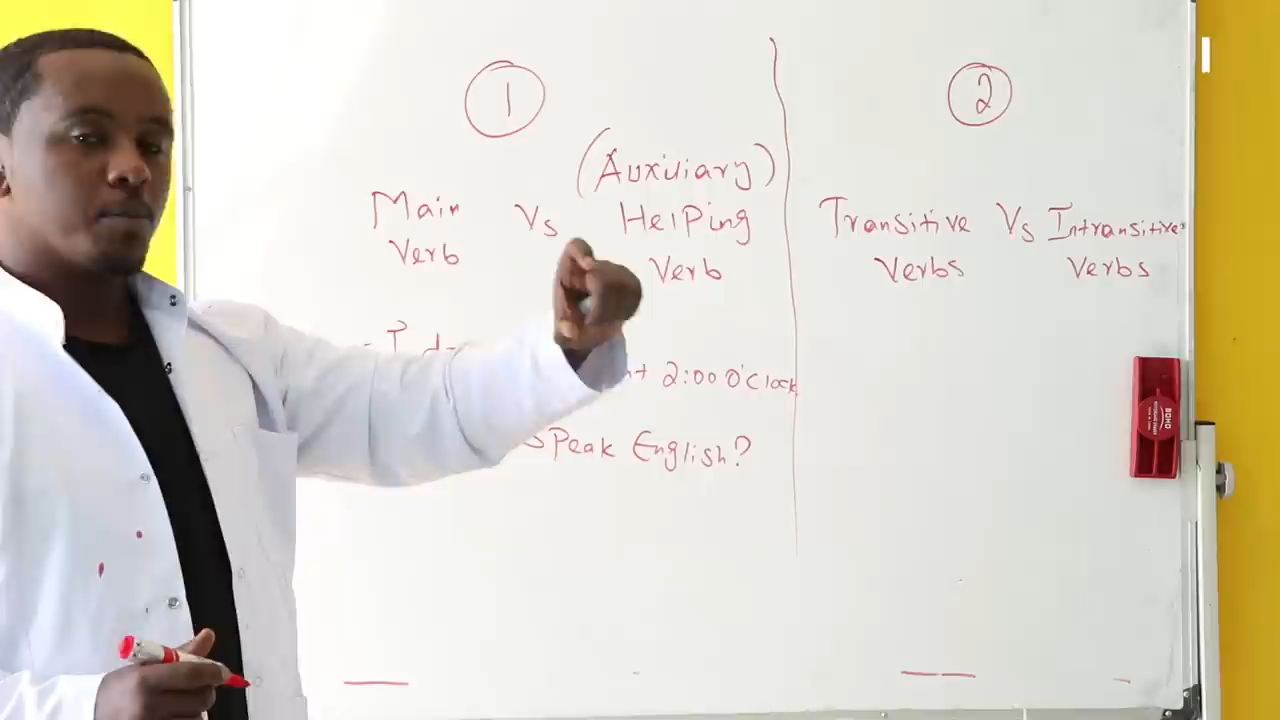 1
(Auxiliary)
Main Vs Helping
Verb Verb
2:00 O'Clock
Speak English?
2
Transitive Vs Intransitive
Verbs Verbs